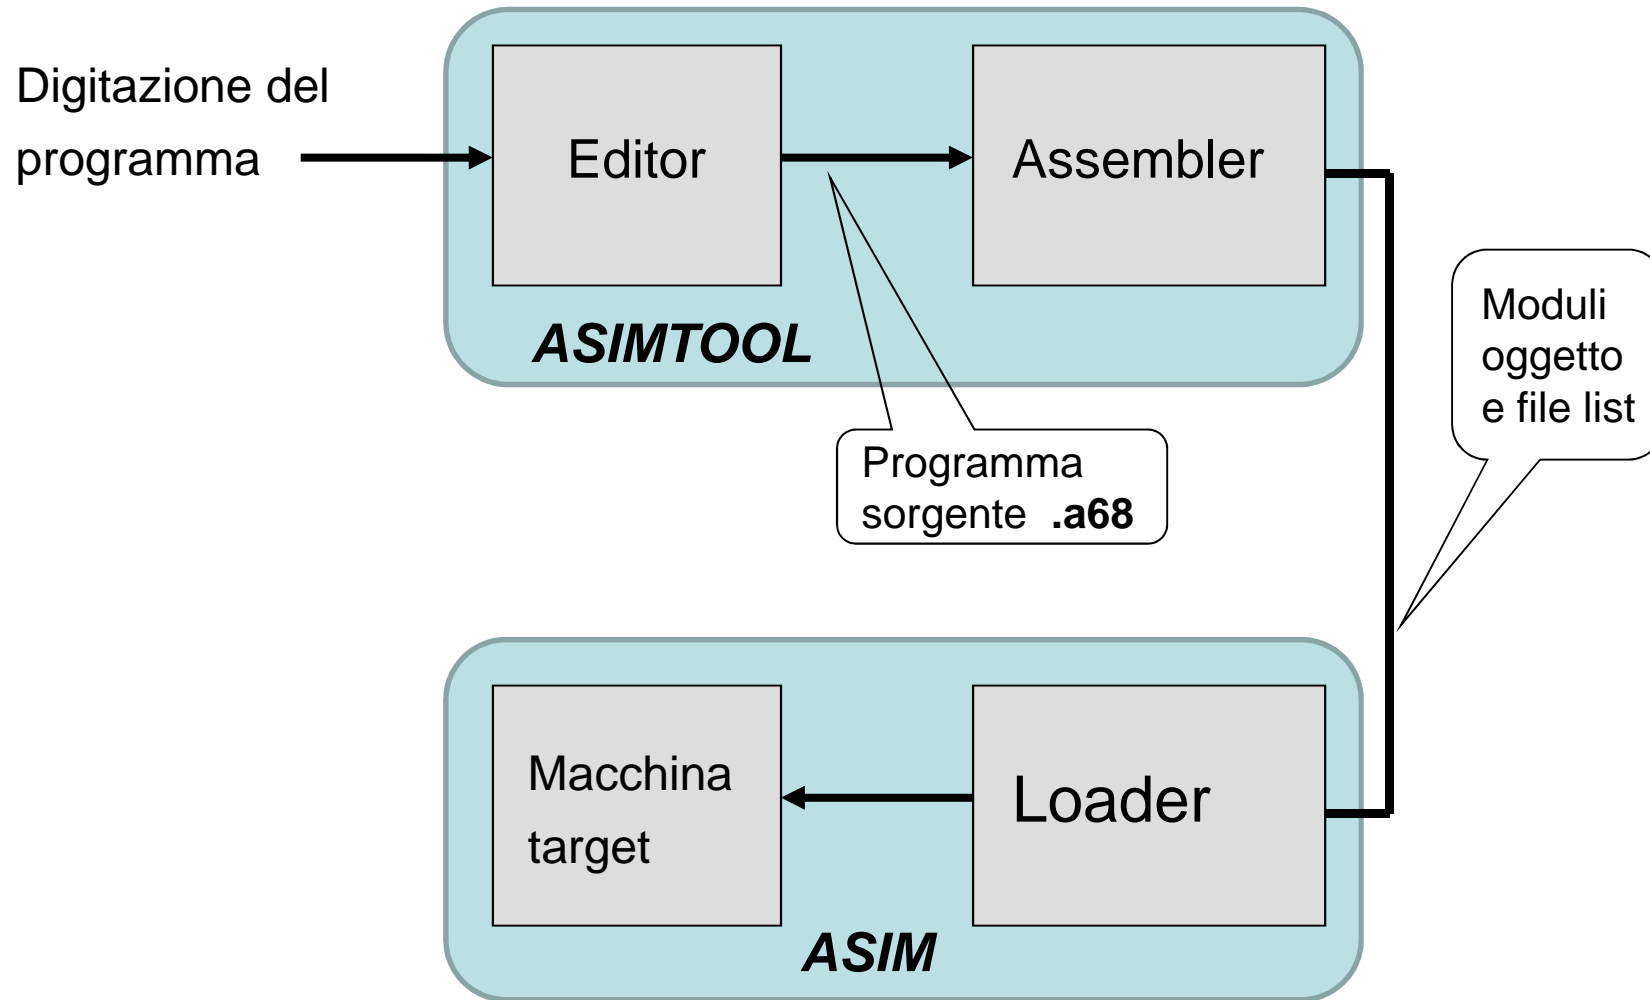 Digitazione del
programma
Editor
Assembler
ASIMTOOL
Programma
sorgente .a68
Moduli
oggetto
e file list
Macchina
target
Loader
ASIM